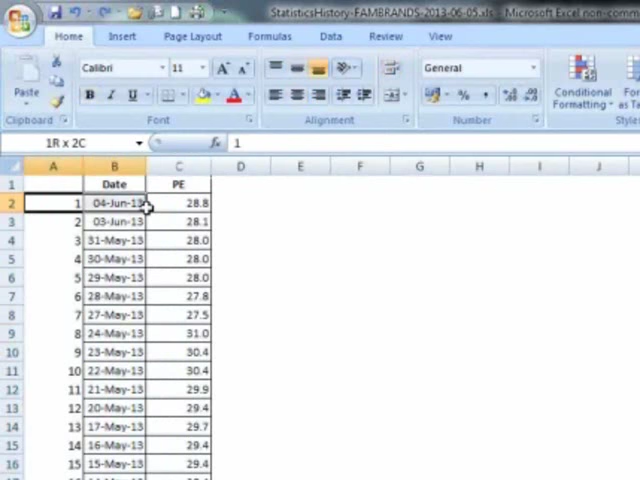 StatisticsHistory-FAMBRANDS-2013-06-05.xls - Microsoft Excel non-comm
Home Insert Page Layout Formulas Data Review View
Calibri 11 A A General
Paste B I U A % , Conditional Formatting For as Ta
Clipboard Font Alignment Number Styles
1R x 2C fx 1
A B C D E F G H I J
1 Date PE
2 1 04-Jun-13 28.8
3 2 03-Jun-13 28.1
4 3 31-May-13 28.0
5 4 30-May-13 28.0
6 5 29-May-13 28.0
7 6 28-May-13 27.8
8 7 27-May-13 27.5
9 8 24-May-13 31.0
10 9 23-May-13 30.4
11 10 22-May-13 30.4
12 11 21-May-13 29.9
13 12 20-May-13 29.4
14 13 17-May-13 29.7
15 14 16-May-13 29.4
16 15 15-May-13 29.4